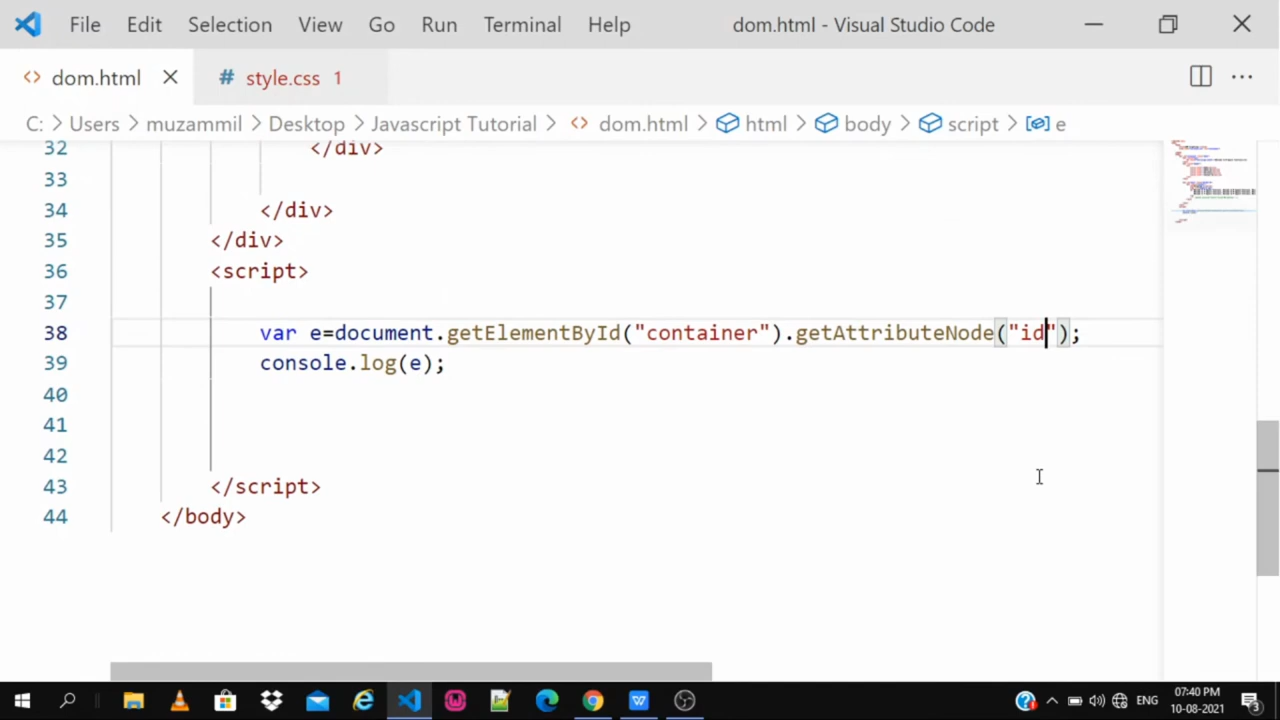 File Edit Selection View Go Run Terminal Help dom.html - Visual Studio Code
dom.html # style.css 1
C: > Users > muzammil > Desktop > Javascript Tutorial > dom.html > html > body > script > e
32 </div>
33
34 </div>
35 </div>
36 <script>
37
38 var e=document.getElementById("container").getAttributeNode("id");
39 console.log(e);
40
41
42
43 </script>
44 </body>
ENG 07:40 PM
10-08-2021 3